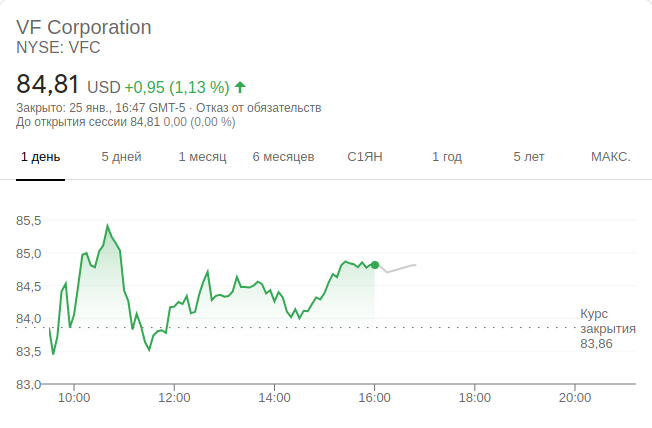 VF Corporation
NYSE: VFC
84,81 USD +0,95 (1,13 %)
Закрыто: 25 янв., 16:47 GMT-5 · Отказ от обязательств
До открытия сессии 84,81 0,00 (0,00 %)
1 день 5 дней 1 месяц 6 месяцев С1ЯН 1 год 5 лет МАКС.
85,5
85,0
84,5
84,0
83,5
83,0
Курс
закрытия
83,86
10:00 12:00 14:00 16:00 18:00 20:00